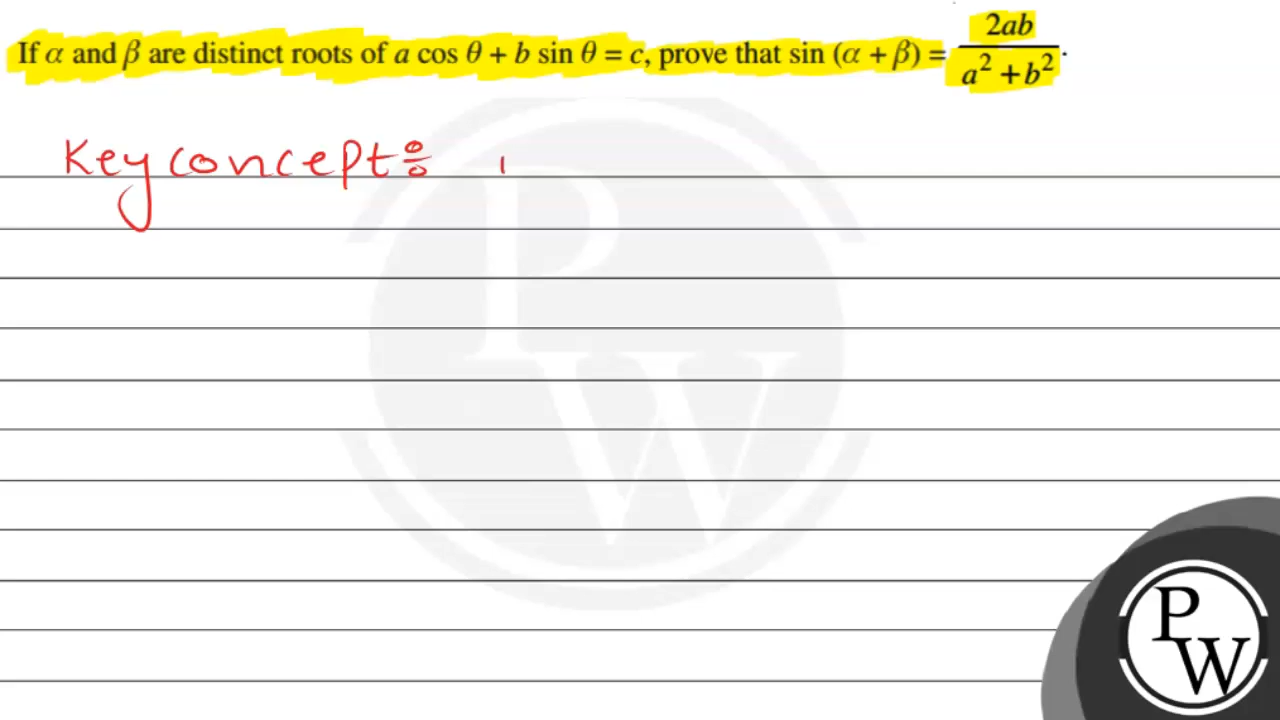 If α and β are distinct roots of a cos θ + b sin θ = c, prove that sin (α + β) = 2ab / a² + b².
Key concept:
P W
P W